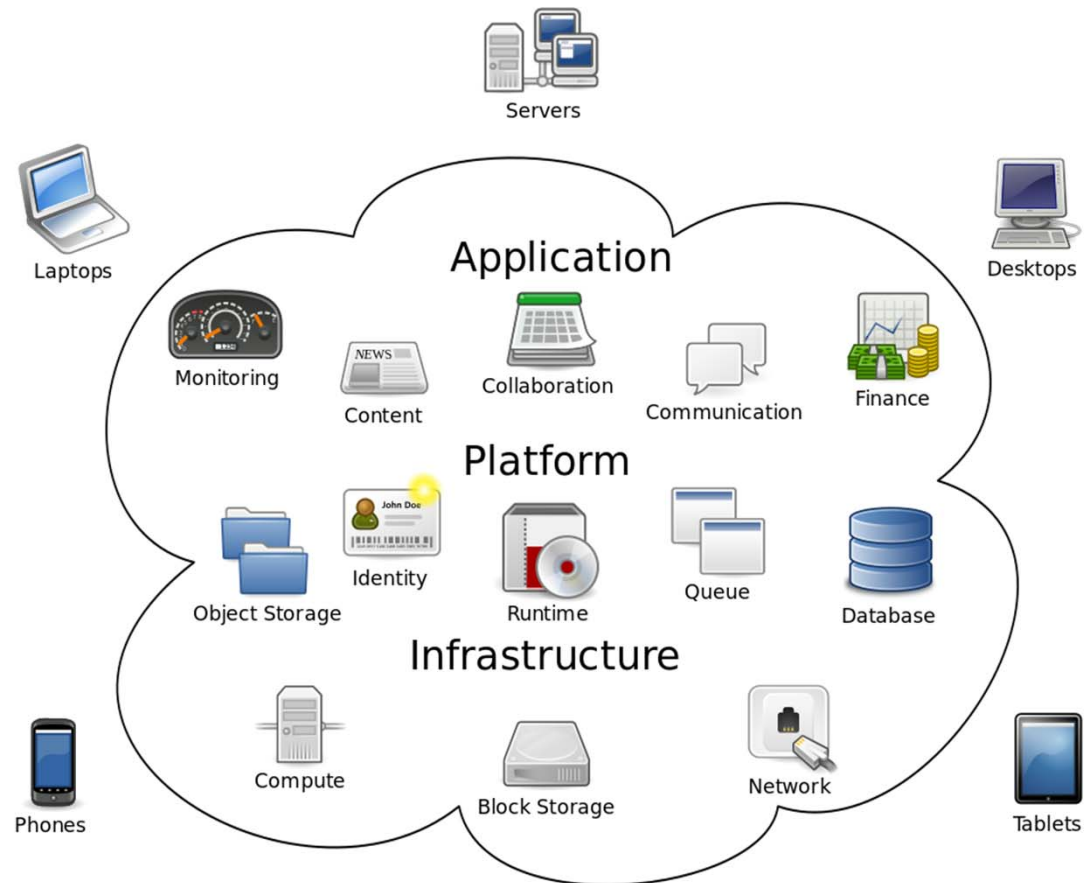 Servers
Laptops
Desktops
Application
Monitoring
NEWS
Content
Collaboration
Communication
Finance
Platform
John Doe
Object Storage
Identity
Runtime
Queue
Database
Infrastructure
Compute
Block Storage
Network
Phones
Tablets